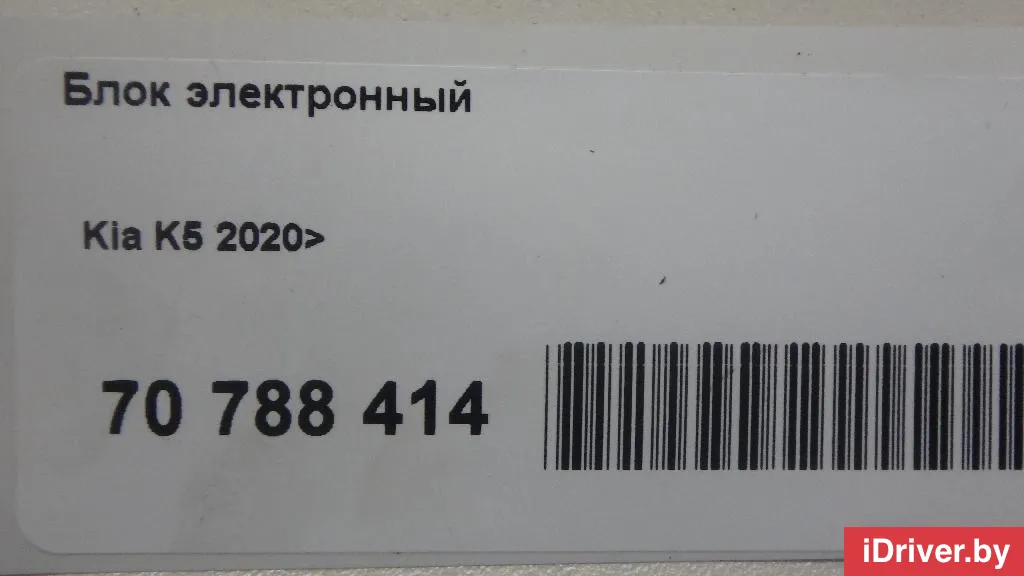 Блок электронный
Kia K5 2020>
70 788 414
iDriver.by